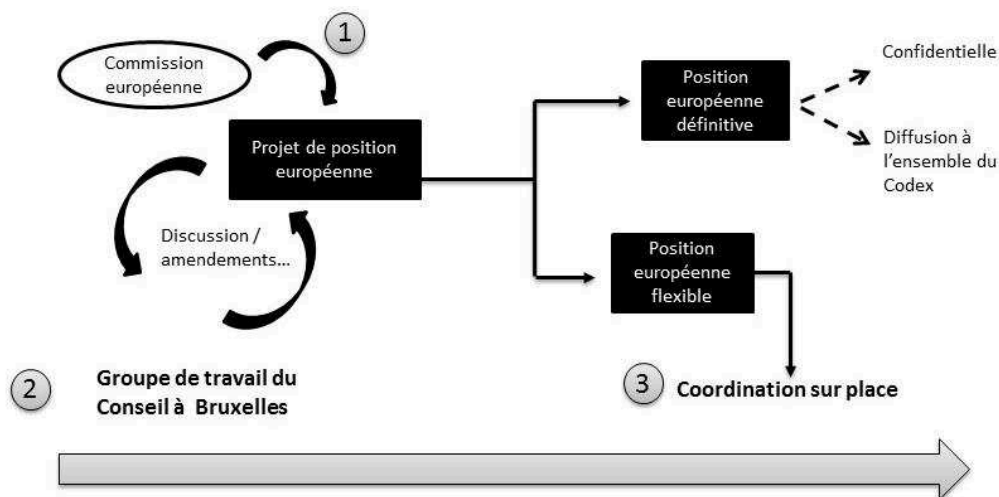 1
Commission
européenne
Projet de position
européenne
Discussion /
amendements...
2
Groupe de travail du
Conseil à Bruxelles
Position
européenne
définitive
Confidentielle
Diffusion à
l'ensemble du
Codex
Position
européenne
flexible
3
Coordination sur place